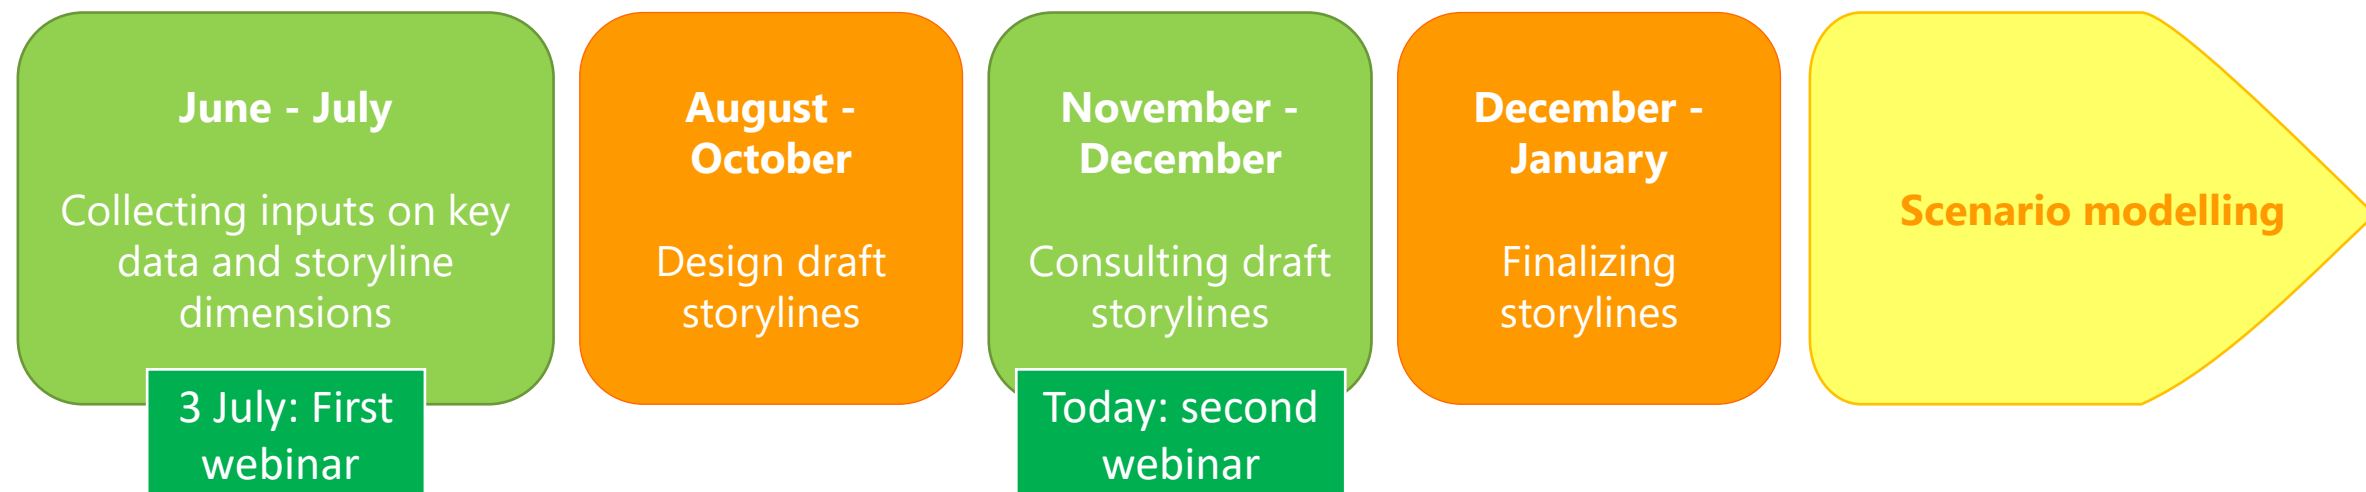 June - July
Collecting inputs on key
data and storyline
dimensions
3 July: First
webinar
August -
October
Design draft
storylines
November -
December
Consulting draft
storylines
Today: second
webinar
December -
January
Finalizing
storylines
Scenario modelling